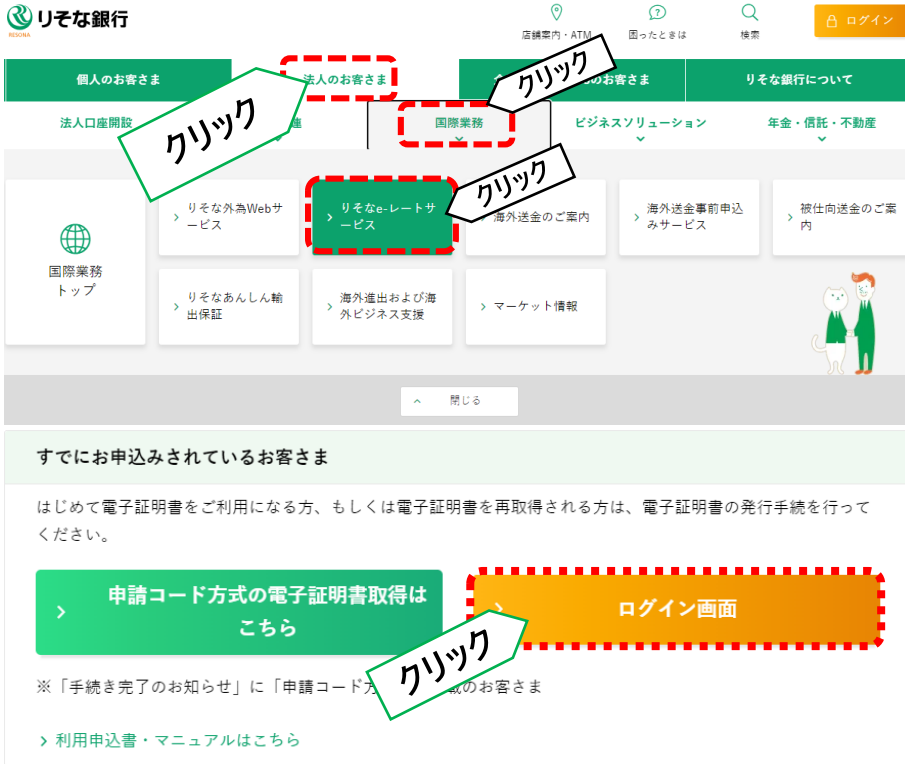 りそな銀行
RESONA
店舗案内・ATM
困ったときは
検索
ログイン
個人のお客さま
法人のお客さま
のお客さま
りそな銀行について
クリック
クリック
法人口座開設
国際業務
ビジネスソリューション
年金・信託・不動産
クリック
国際業務
トップ
りそな外為Webサ
ービス
りそなe-レートサ
ービス
海外送金のご案内
海外送金事前申込
みサービス
被仕向送金のご案
内
りそなあんしん輸
出保証
海外進出および海
外ビジネス支援
マーケット情報
閉じる
すでにお申込みされているお客さま
はじめて電子証明書をご利用になる方、もしくは電子証明書を再取得される方は、電子証明書の発行手続を行って
ください。
申請コード方式の電子証明書取得は
こちら
ログイン画面
クリック
※「手続き完了のお知らせ」に「申請コード方 載のお客さま
利用申込書・マニュアルはこちら